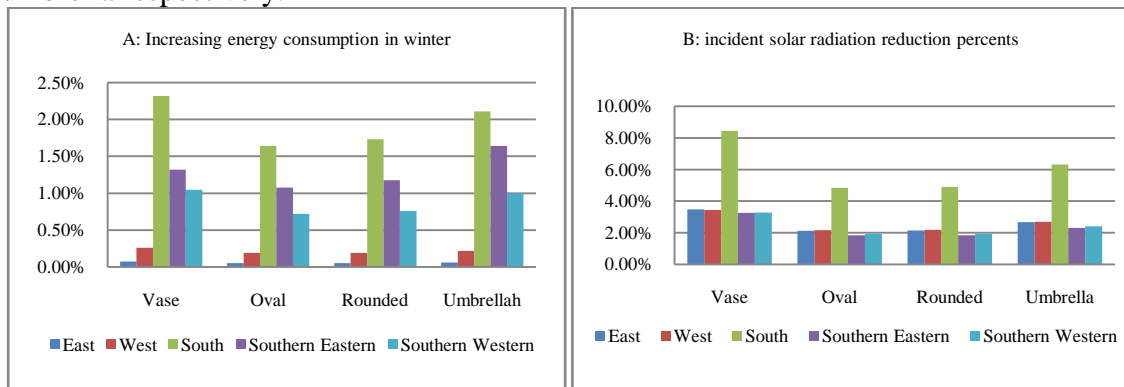 A: Increasing energy consumption in winter
2.50%
2.00%
1.50%
1.00%
0.50%
0.00%
Vase Oval Rounded Umbrellah
East West South Southern Eastern Southern Western
B: incident solar radiation reduction percents
10.00%
8.00%
6.00%
4.00%
2.00%
0.00%
Vase Oval Rounded Umbrella
East West South Southern Eastern Southern Western